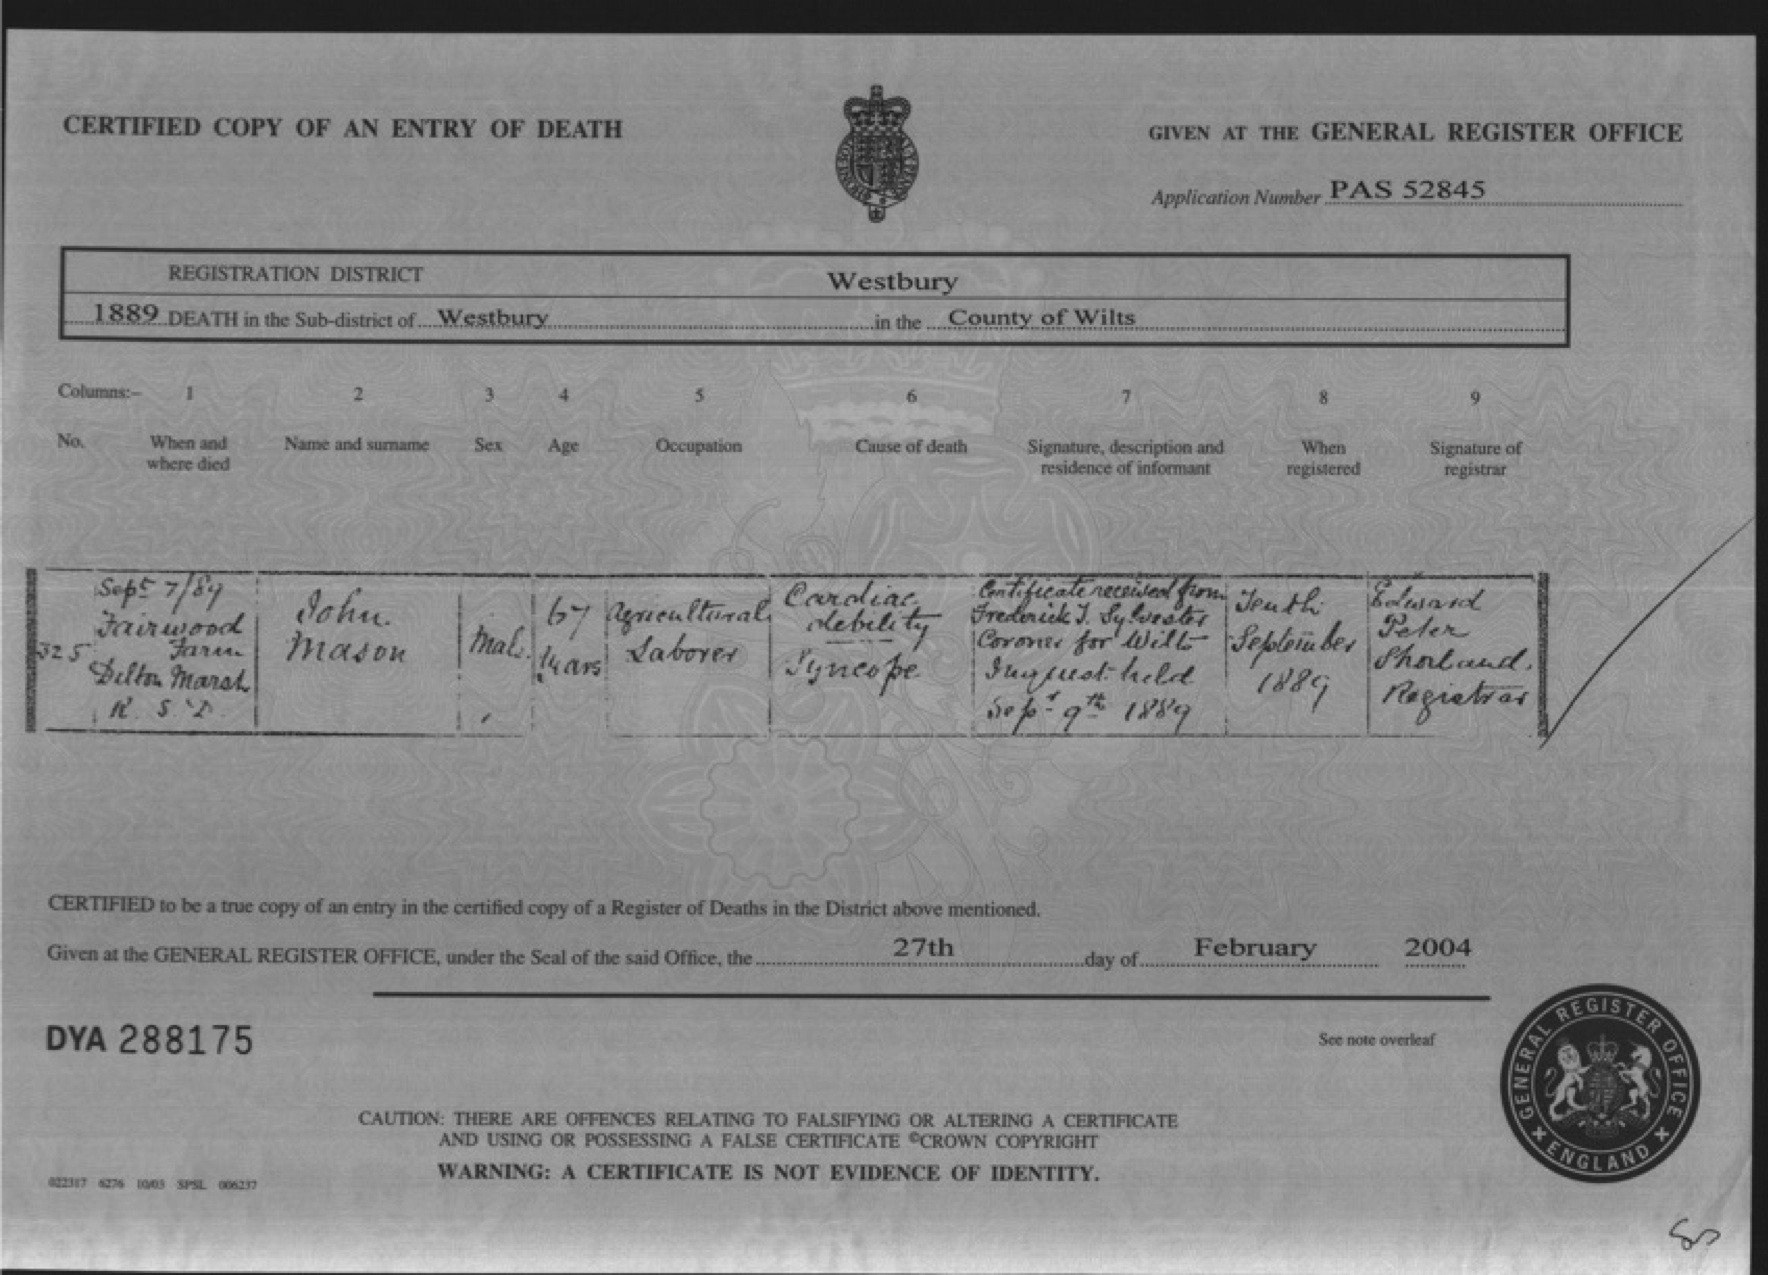 CERTIFIED COPY OF AN ENTRY OF DEATH
GIVEN AT THE GENERAL REGISTER OFFICE
Application Number PAS 52845
REGISTRATION DISTRICT Westbury
1889 DEATH in the Sub-district of Westbury in the County of Wilts
Columns:- 1 2 3 4 5 6 7 8 9
No. When and where died Name and surname Sex Age Occupation Cause of death Signature, description and residence of informant When registered Signature of registrar
325
Sept 7/89
Fairwood
Farm
Dilton Marsh
R. S. D.
John
Mason
Male
67
Years
Agricultural
Laborer
Cardiac
debility
Syncope
Certificate received from
Frederick T. Sylvester
Coroner for Wilts
Inquest held
Sept 9th 1889
Tenth
September
1889
Edward
Peter
Shorland.
Registrar
CERTIFIED to be a true copy of an entry in the certified copy of a Register of Deaths in the District above mentioned.
Given at the GENERAL REGISTER OFFICE, under the Seal of the said Office, the 27th day of February 2004
DYA 288175
See note overleaf
CAUTION: THERE ARE OFFENCES RELATING TO FALSIFYING OR ALTERING A CERTIFICATE
AND USING OR POSSESSING A FALSE CERTIFICATE ©CROWN COPYRIGHT
WARNING: A CERTIFICATE IS NOT EVIDENCE OF IDENTITY.
022317 6276 10/03 SPSL 006237
GENERAL REGISTER OFFICE
ENGLAND